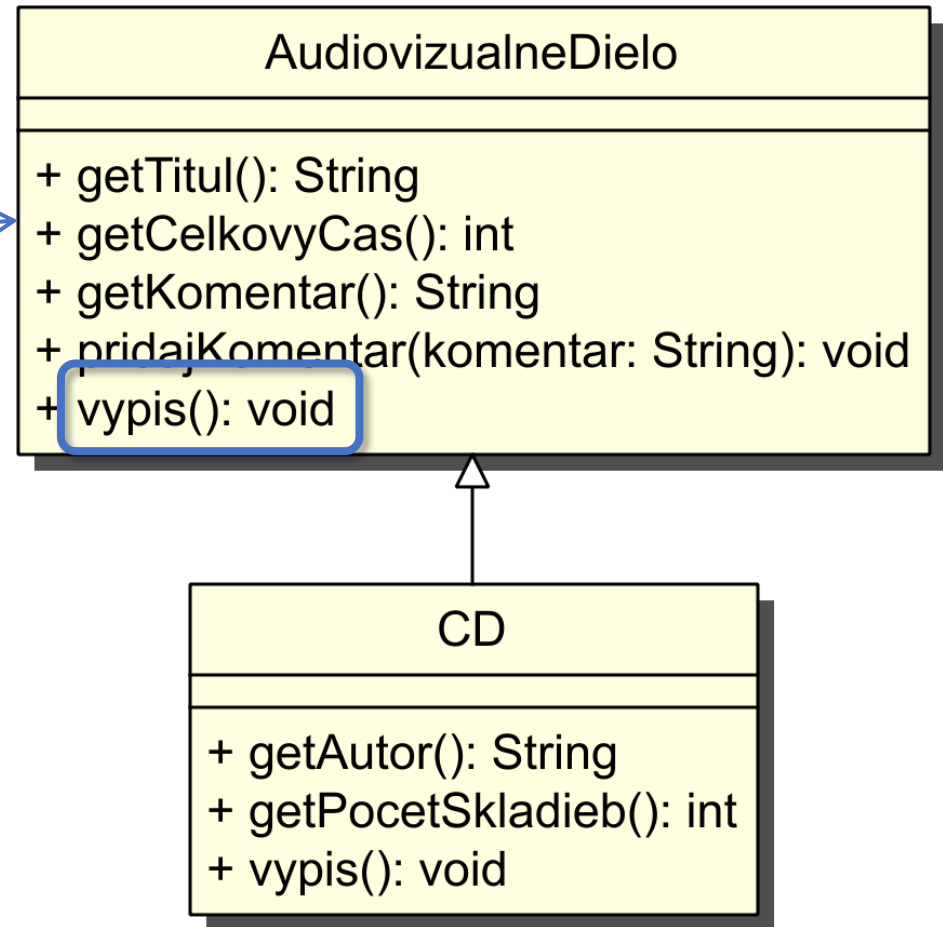 AudiovizualneDielo
+ getTitul(): String
+ getCelkovyCas(): int
+ getKomentar(): String
+ pridajKomentar(komentar: String): void
+ vypis(): void
CD
+ getAutor(): String
+ getPocetSkladieb(): int
+ vypis(): void